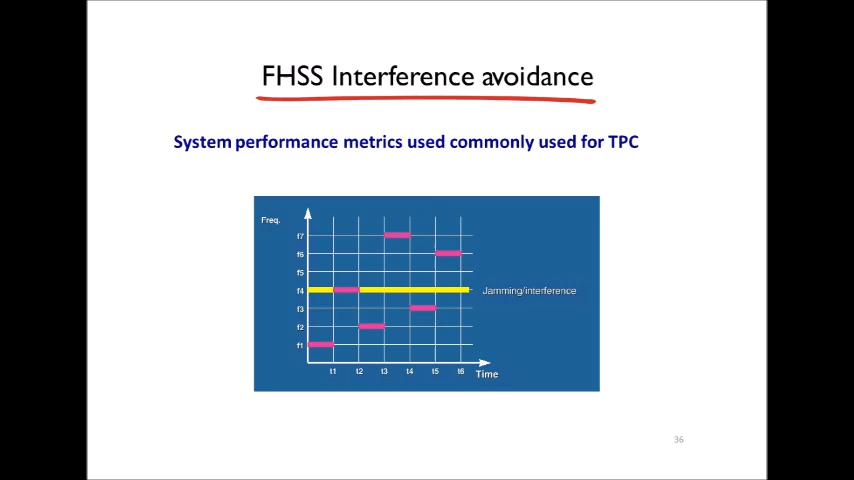 FHSS Interference avoidance
System performance metrics used commonly used for TPC
Freq.
f7
f6
f5
f4
Jamming/interference
f3
f2
f1
t1 t2 t3 t4 t5 t6
Time
36